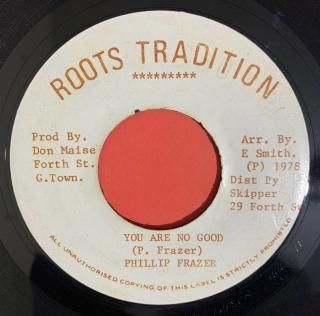 ROOTS TRADITION
*********
Prod By.
Don Maise
Forth St.
G.Town.
Arr. By.
E Smith.
(P) 1978
Dist By
Skipper
29 Forth
YOU ARE NO GOOD
(P. Frazer)
PHILLIP FRAZER
ALL UNAUTHORISED COPYING OF THIS LABEL IS STRICTLY PROHIBITED